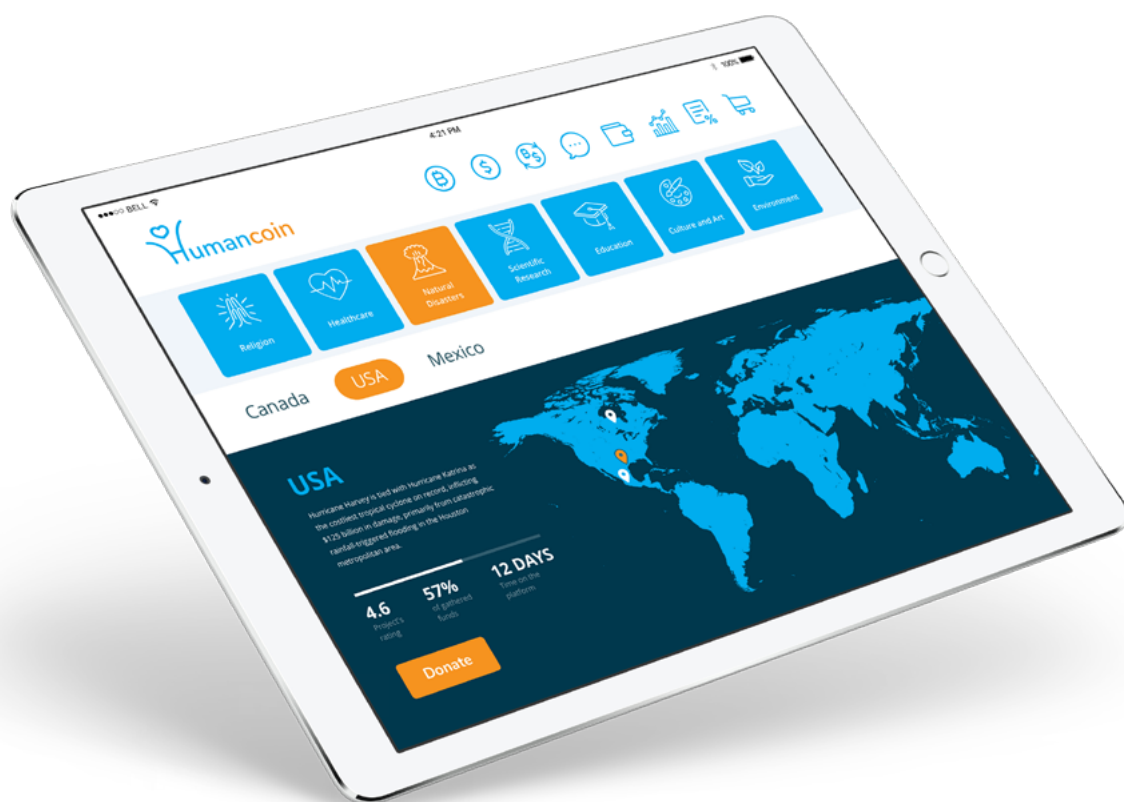 BELL
4:21 PM
100%
Humancoin
Religion
Healthcare
Natural
Disasters
Scientific
Research
Education
Culture and Art
Environment
Canada
USA
Mexico
USA
Hurricane Harvey is tied with Hurricane Katrina as
the costliest tropical cyclone on record, inflicting
$125 billion in damage, primarily from catastrophic
rainfall-triggered flooding in the Houston
metropolitan area.
4.6
Project's
rating
57%
of gathered
funds
12 DAYS
Time on the
platform
Donate